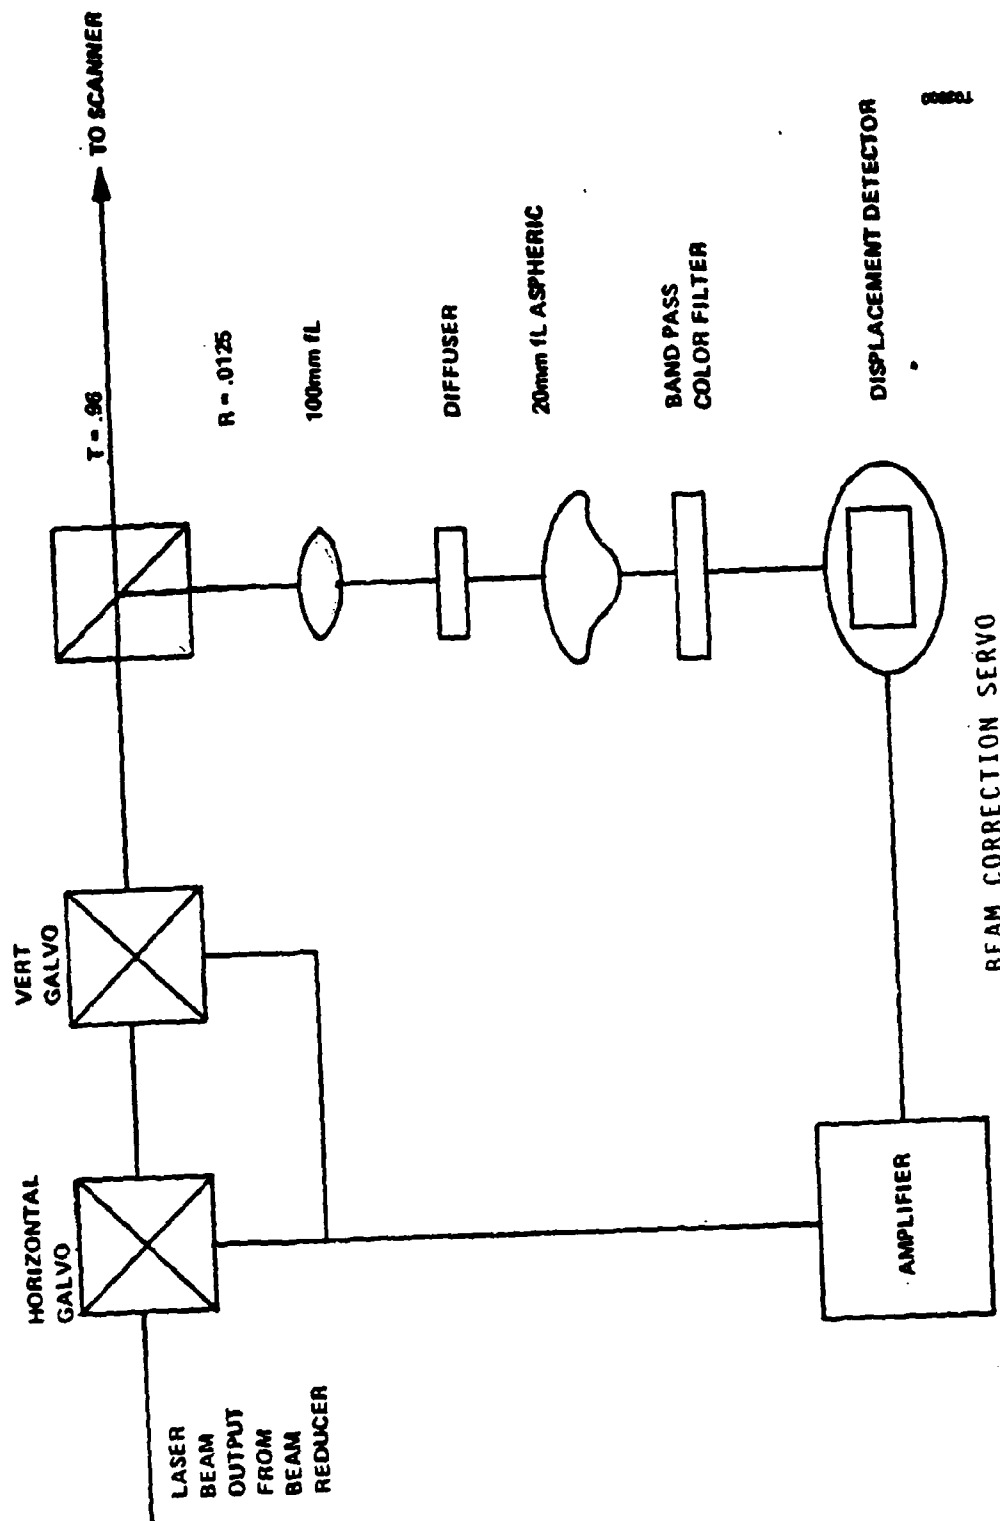 HORIZONTAL
GALVO
VERT
GALVO
T = .96
TO SCANNER
LASER
BEAM
OUTPUT
FROM
BEAM
REDUCER
R = .0125
100mm fL
DIFFUSER
20mm fL ASPHERIC
BAND PASS
COLOR FILTER
DISPLACEMENT DETECTOR
AMPLIFIER
BEAM CORRECTION SERVO